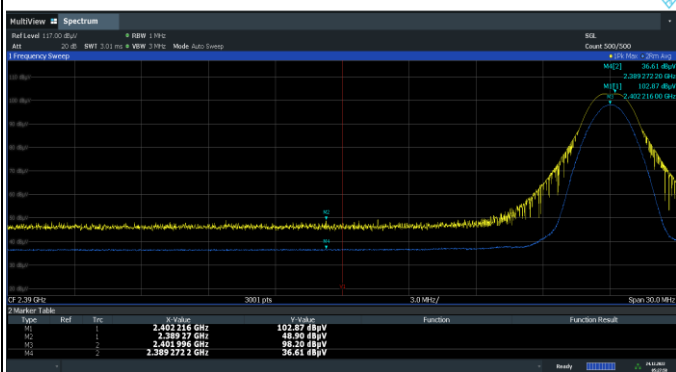 MultiView Spectrum
Ref Level 117.00 dBµV RBW 1 MHz SGL
Att 20 dB SWT 3.01 ms VBW 3 MHz Mode Auto Sweep Count 500/500
1 Frequency Sweep 1Pk Max 2Rm Avg
M4[2] 36.61 dBµV
2.389 272 20 GHz
M1[1] 102.87 dBµV
2.402 216 00 GHz
M2
M4
CF 2.39 GHz 3001 pts 3.0 MHz/ Span 30.0 MHz
2 Marker Table
Type Ref Trc X-Value Y-Value Function Function Result
M1 1 2.402 216 GHz 102.87 dBµV
M2 1 2.389 27 GHz 48.90 dBµV
M3 2 2.401 996 GHz 98.20 dBµV
M4 2 2.389 272 2 GHz 36.61 dBµV
Ready